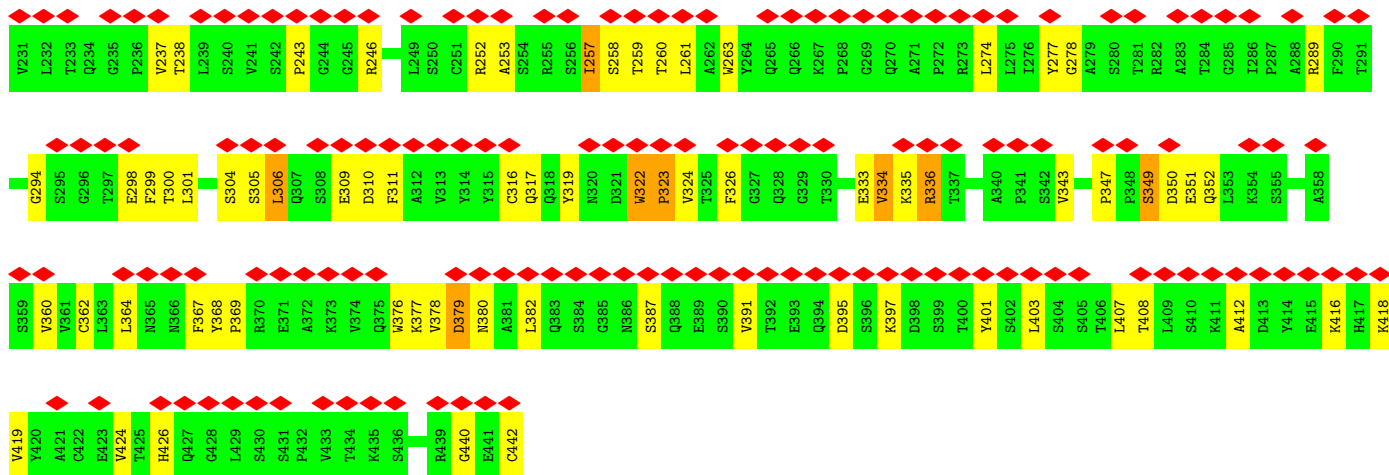 V231 L232 T233 Q234 G235 P236 V237 T238 L239 S240 V241 S242 P243 G244 G245 R246 L249 S250 C251 R252 A253 S254 R255 S256 I257 S258 T259 T260 L261 A262 W263 Y264 Q265 Q266 K267 P268 G269 Q270 A271 P272 R273 L274 L275 I276 Y277 G278 A279 S280 T281 R282 A283 T284 G285 I286 P287 A288 R289 F290 T291
G294 S295 G296 T297 E298 F299 T300 L301 S304 S305 L306 Q307 S308 E309 D310 F311 A312 V313 Y314 Y315 C316 Q317 Q318 Y319 N320 D321 W322 P323 V324 T325 F326 G327 Q328 G329 T330 E333 V334 K335 R336 T337 A340 P341 S342 V343 P347 P348 S349 D350 E351 Q352 L353 K354 S355 A358
S359 V360 V361 C362 L363 L364 N365 N366 F367 Y368 P369 R370 E371 A372 K373 V374 Q375 W376 K377 V378 D379 N380 A381 L382 Q383 S384 G385 N386 S387 Q388 E389 S390 V391 T392 E393 Q394 D395 S396 K397 D398 S399 T400 Y401 S402 L403 S404 S405 T406 L407 T408 L409 S410 K411 A412 D413 Y414 E415 K416 H417 K418
V419 Y420 A421 C422 E423 V424 T425 H426 Q427 G428 L429 S430 S431 P432 V433 T434 K435 S436 R439 G440 E441 C442